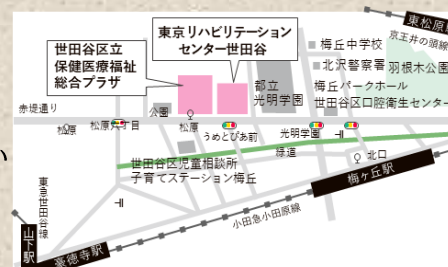 東松原駅
京王井の頭線
東京リハビリテーション
センター世田谷
世田谷区立
保健医療福祉
総合プラザ
梅丘中学校
北沢警察署
羽根木公園
都立
光明学園
梅丘パークホール
世田谷区口腔衛生センター
赤堤通り
公園
松原
松原
丁目
うめとぴあ前
光明学園
緑道
北口
世田谷区児童相談所
子育てステーション梅丘
梅ヶ丘駅
小田急小田原線
東急世田谷線
豪徳寺駅
山下駅
い